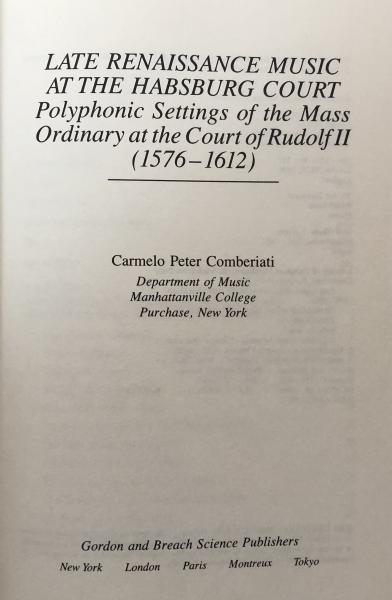 LATE RENAISSANCE MUSIC
AT THE HABSBURG COURT
Polyphonic Settings of the Mass
Ordinary at the Court of Rudolf II
(1576–1612)
Carmelo Peter Comberiati
Department of Music
Manhattanville College
Purchase, New York
Gordon and Breach Science Publishers
New York London Paris Montreux Tokyo